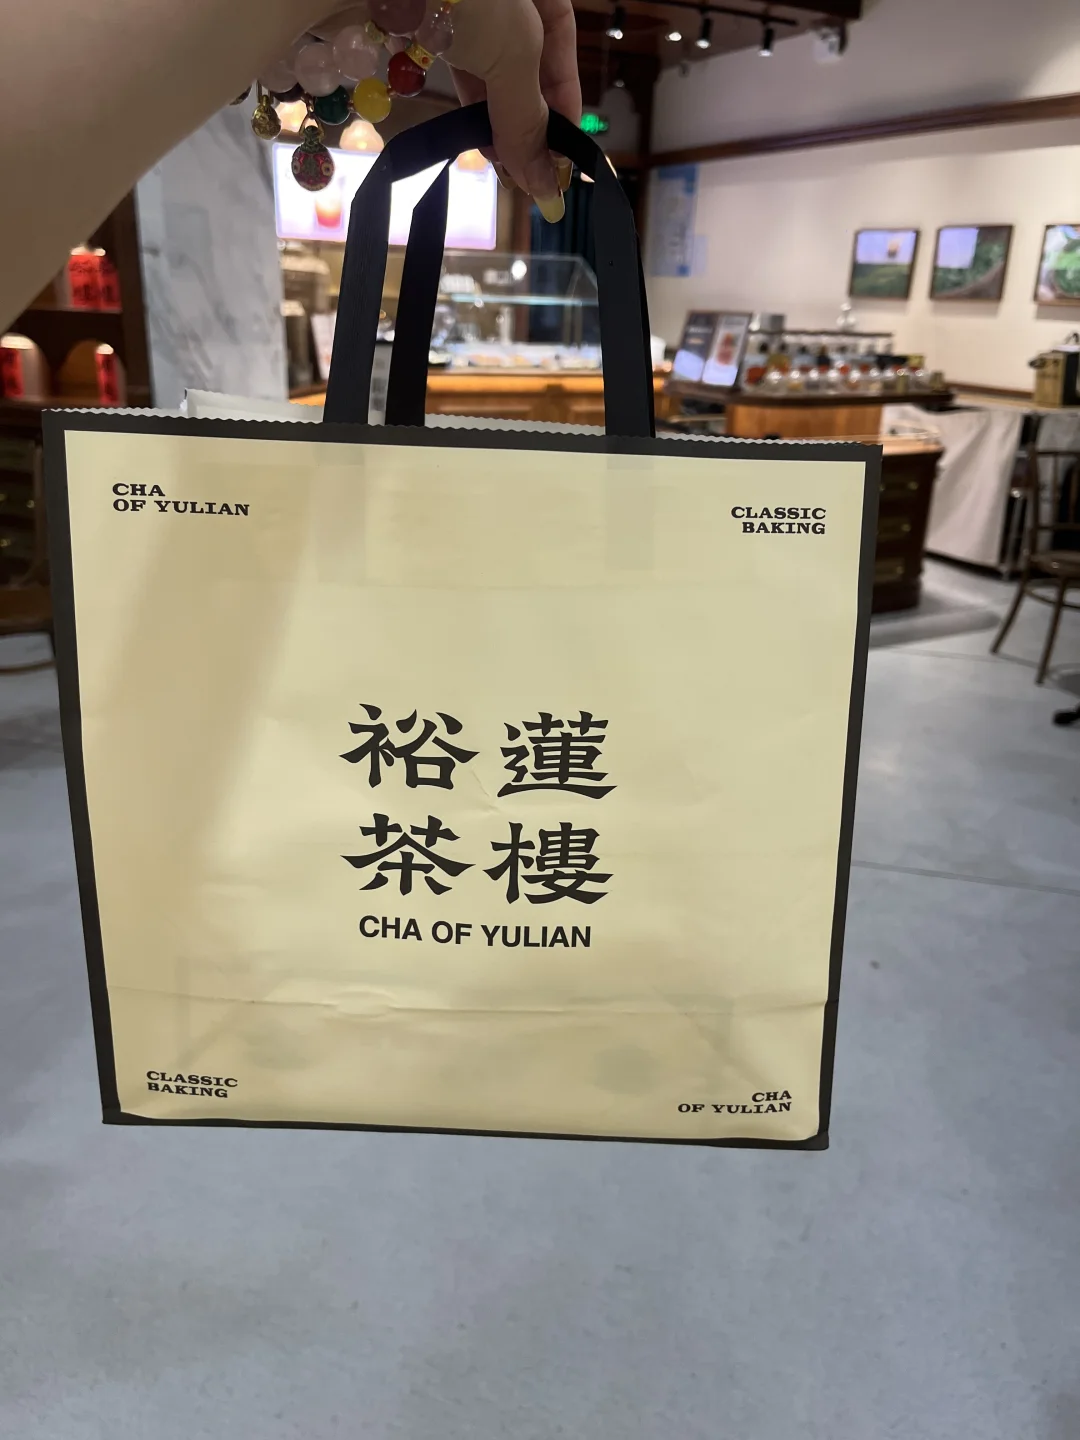 CHA
OF YULIAN
CLASSIC
BAKING
裕蓮
茶樓
CHA OF YULIAN
CLASSIC
BAKING
CHA
OF YULIAN